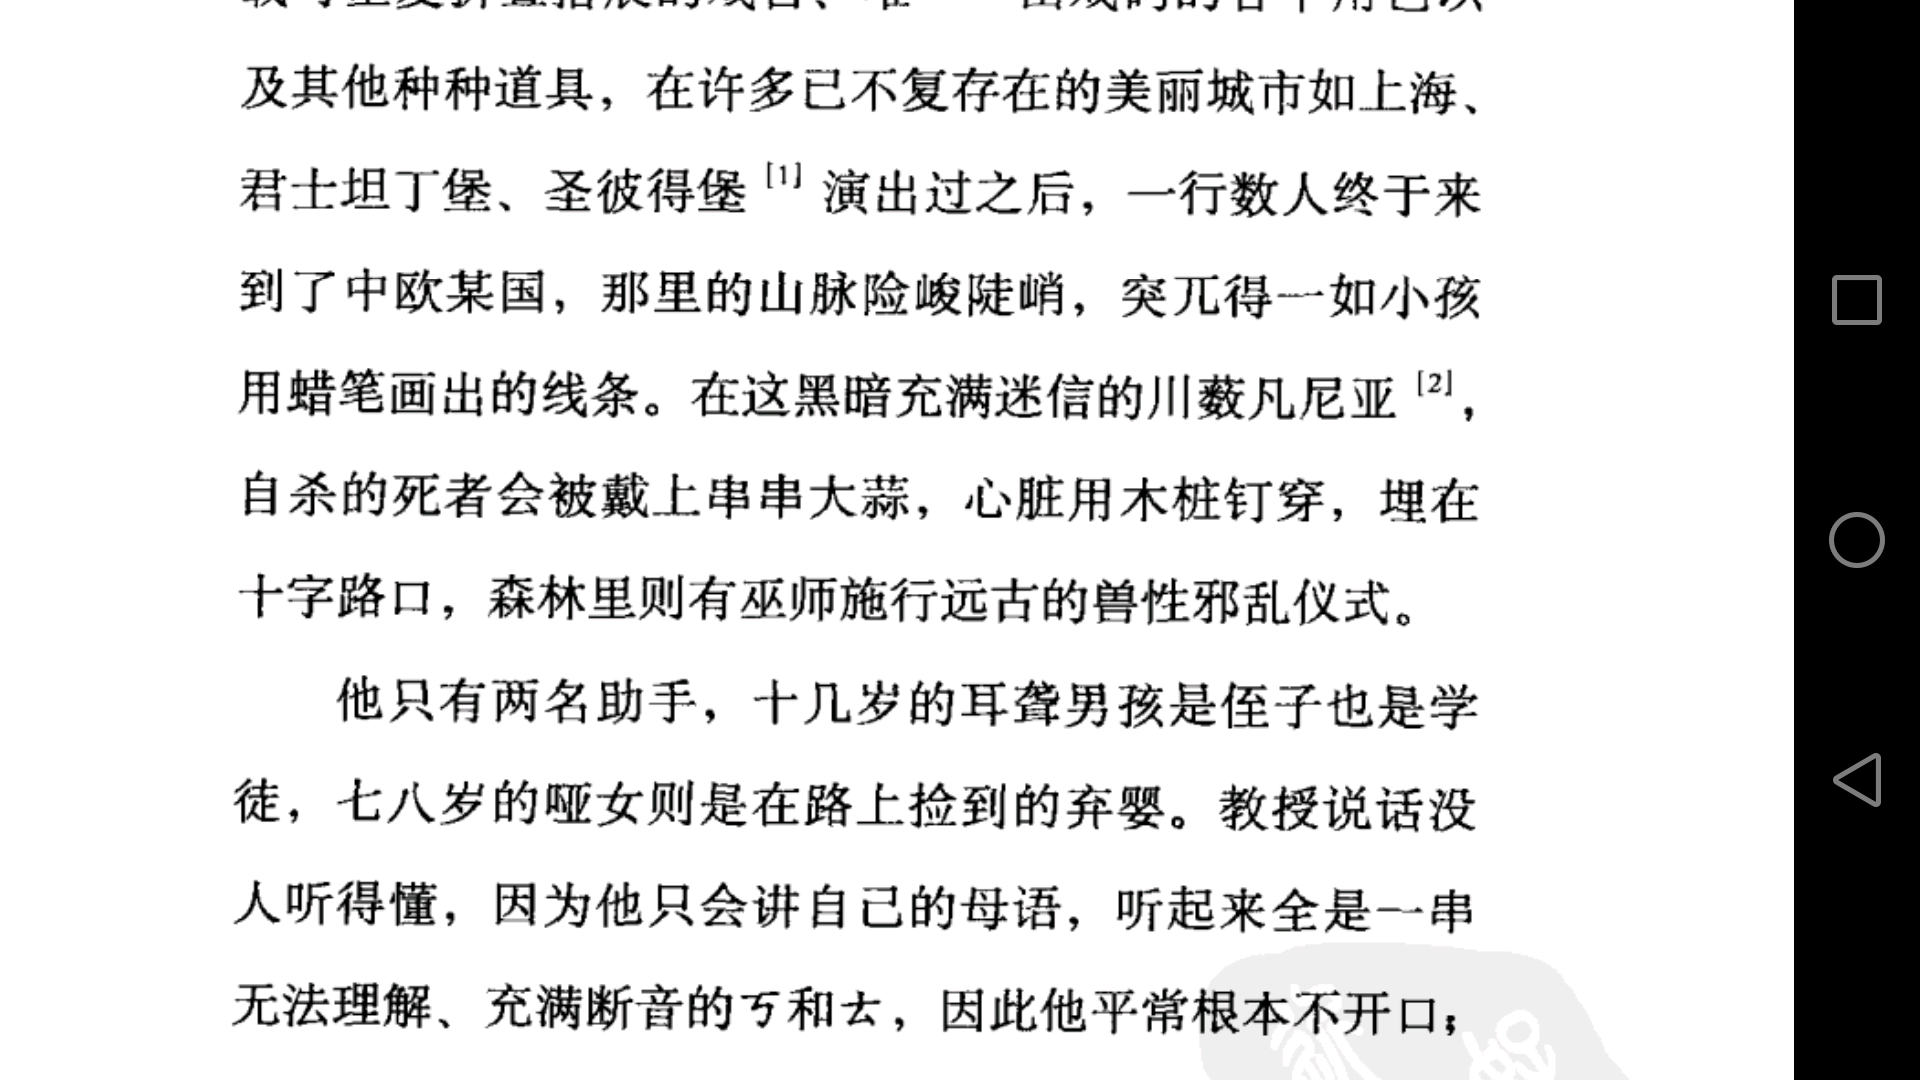 及其他种种道具，在许多已不复存在的美丽城市如上海、
君士坦丁堡、圣彼得堡[1]演出过之后，一行数人终于来
到了中欧某国，那里的山脉险峻陡峭，突兀得一如小孩
用蜡笔画出的线条。在这黑暗充满迷信的川薮凡尼亚[2]，
自杀的死者会被戴上串串大蒜，心脏用木桩钉穿，埋在
十字路口，森林里则有巫师施行远古的兽性邪乱仪式。
他只有两名助手，十几岁的耳聋男孩是侄子也是学
徒，七八岁的哑女则是在路上捡到的弃婴。教授说话没
人听得懂，因为他只会讲自己的母语，听起来全是一串
无法理解、充满断音的ㄎ和ㄊ，因此他平常根本不开口；